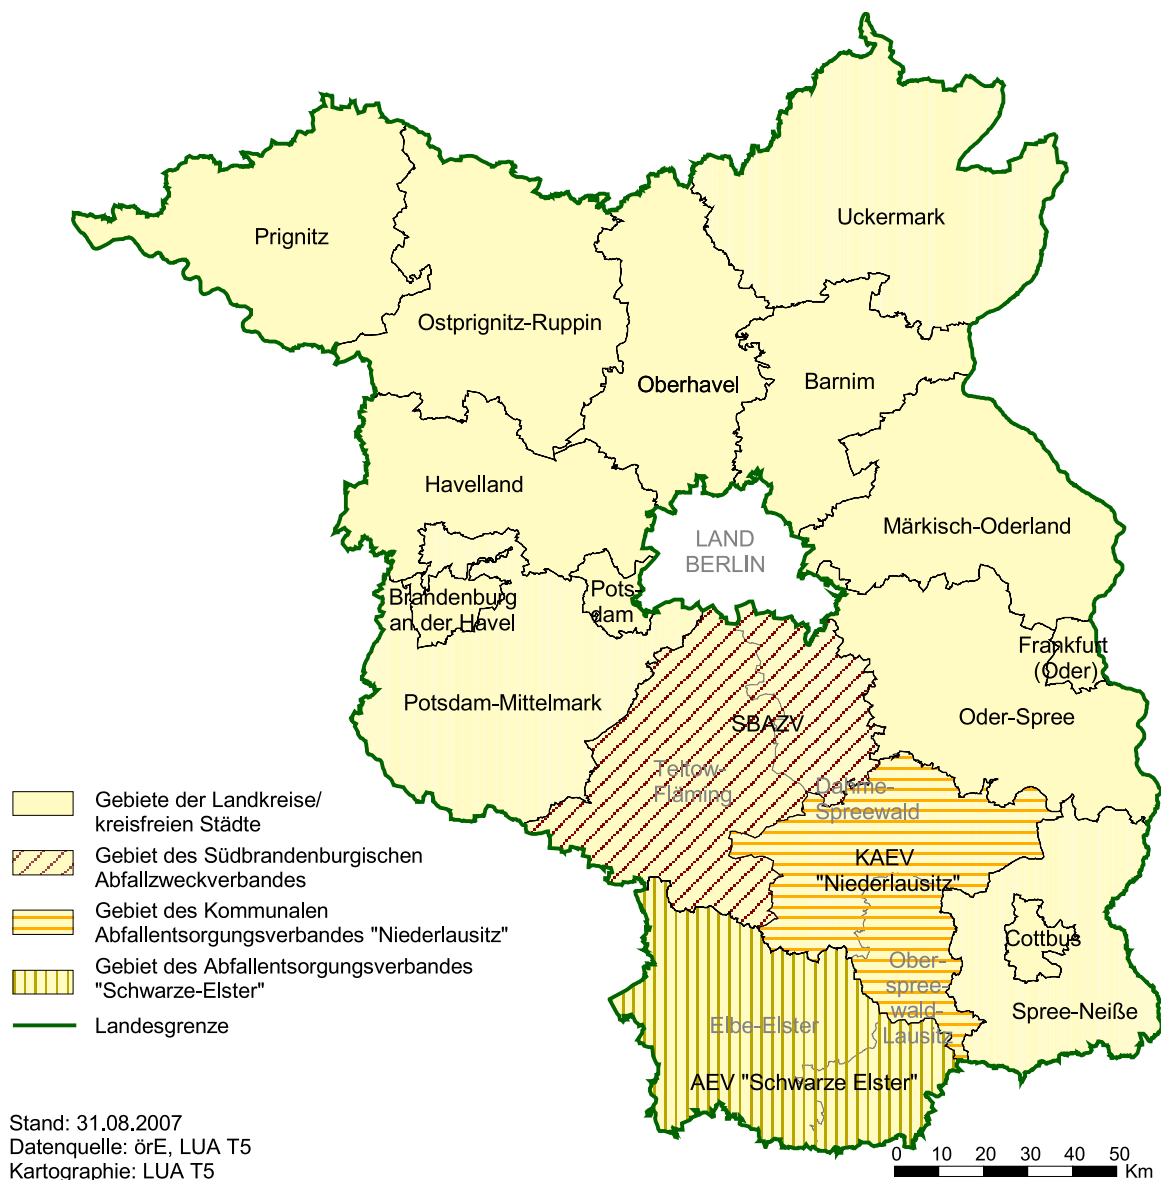 Uckermark
Prignitz
Ostprignitz-Ruppin
Oberhavel
Barnim
Havelland
Märkisch-Oderland
LAND
BERLIN
Brandenburg
an der Havel
Pots-
dam
Frankfurt
(Oder)
Potsdam-Mittelmark
Oder-Spree
SBAZV
Teltow-
Fläming
Dahme-
Spreewald
KAEV
"Niederlausitz"
Cottbus
Ober-
spree-
wald-
Lausitz
Spree-Neiße
Elbe-Elster
AEV "Schwarze Elster"
Gebiete der Landkreise/
kreisfreien Städte
Gebiet des Südbrandenburgischen
Abfallzweckverbandes
Gebiet des Kommunalen
Abfallentsorgungsverbandes "Niederlausitz"
Gebiet des Abfallentsorgungsverbandes
"Schwarze-Elster"
Landesgrenze
Stand: 31.08.2007
Datenquelle: örE, LUA T5
Kartographie: LUA T5
0 10 20 30 40 50
Km